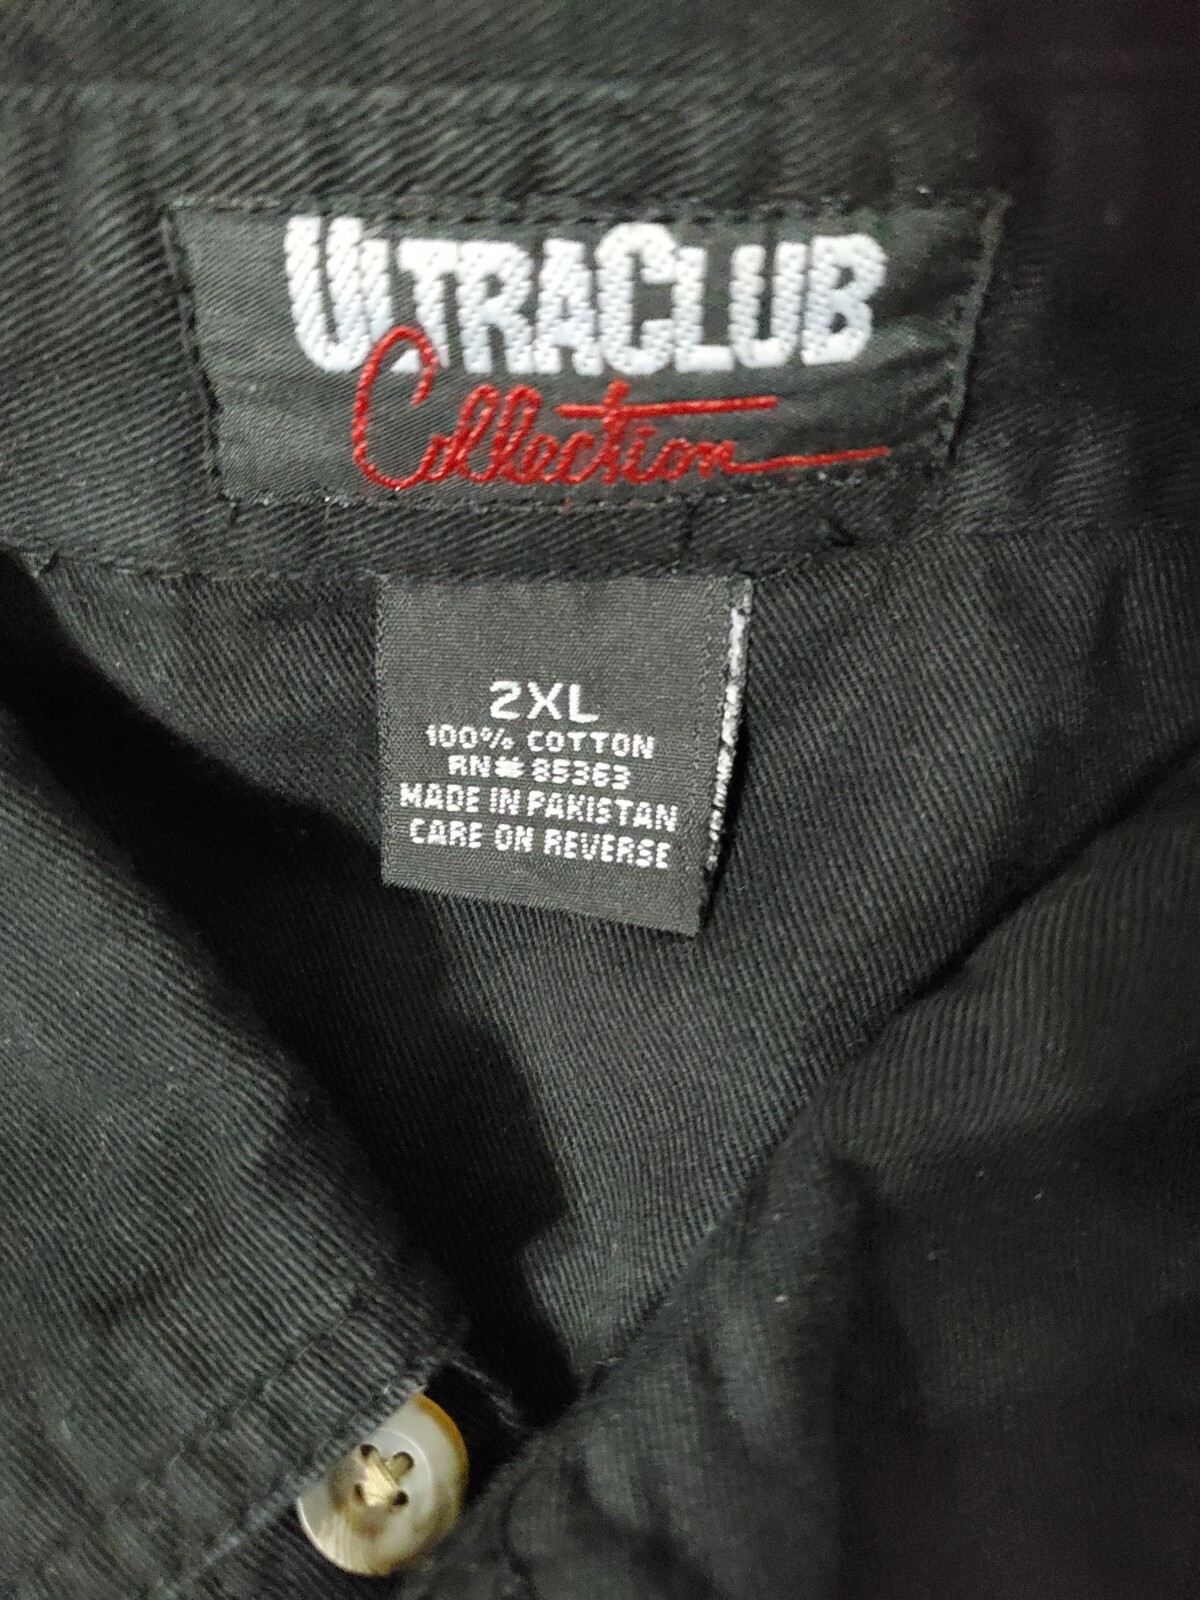 ULTRACLUB
Collection
2XL
100% COTTON
RN# 85363
MADE IN PAKISTAN
CARE ON REVERSE